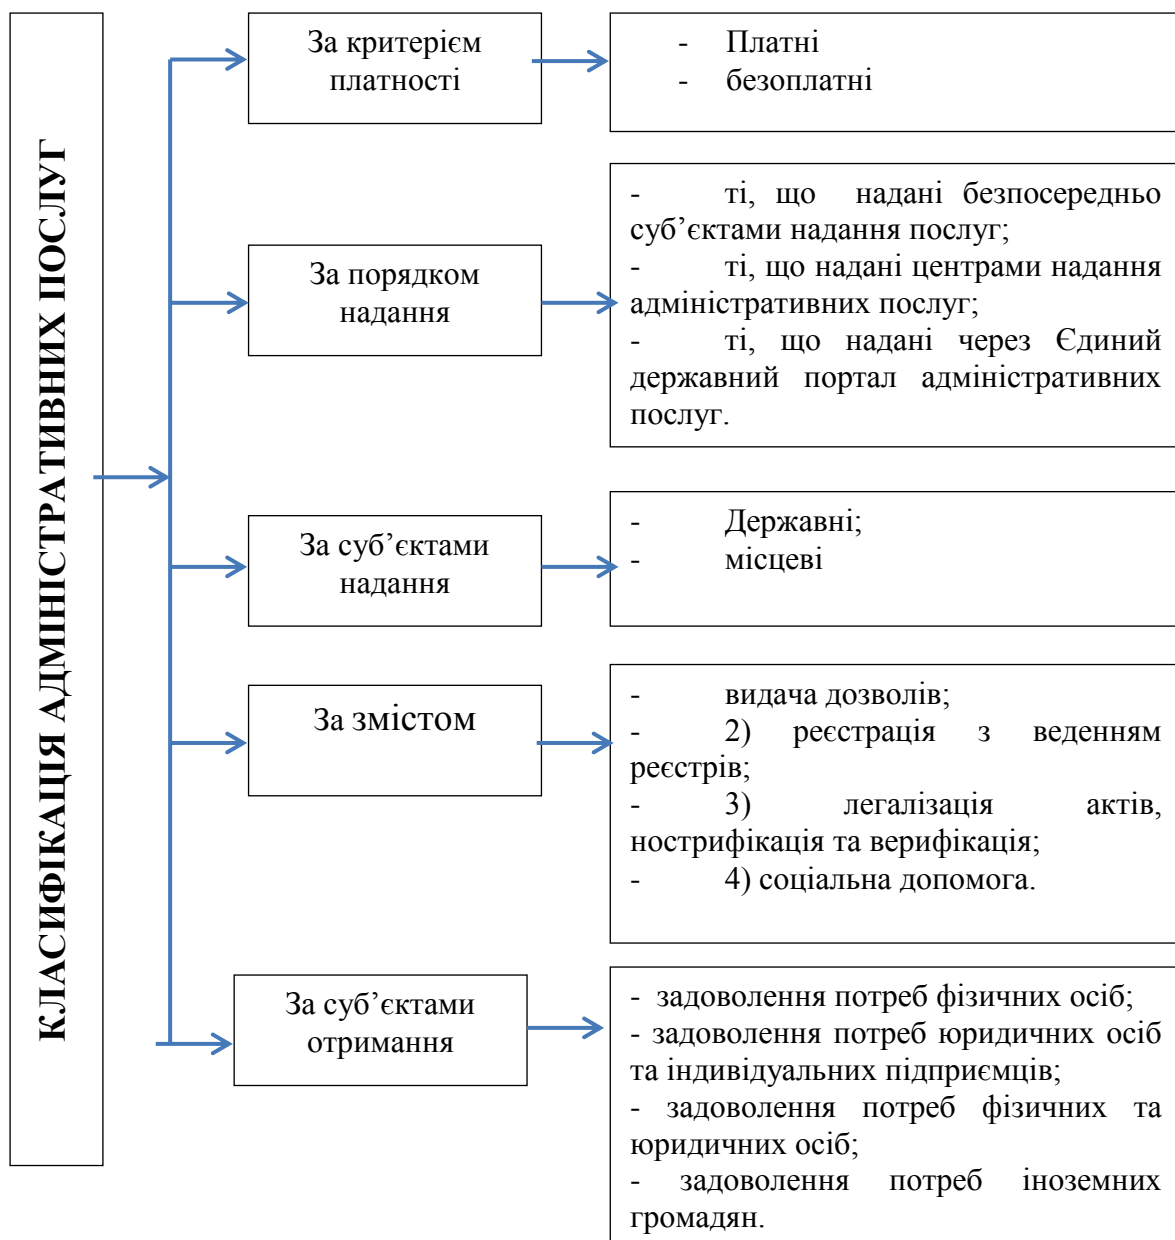 КЛАСИФІКАЦІЯ АДМІНІСТРАТИВНИХ ПОСЛУГ
За критерієм
платності
- Платні
- безоплатні
За порядком
надання
- ті, що надані безпосередньо
суб’єктами надання послуг;
- ті, що надані центрами надання
адміністративних послуг;
- ті, що надані через Єдиний
державний портал адміністративних
послуг.
За суб’єктами
надання
- Державні;
- місцеві
За змістом
- видача дозволів;
- 2) реєстрація з веденням
реєстрів;
- 3) легалізація актів,
нострифікація та верифікація;
- 4) соціальна допомога.
За суб’єктами
отримання
- задоволення потреб фізичних осіб;
- задоволення потреб юридичних осіб
та індивідуальних підприємців;
- задоволення потреб фізичних та
юридичних осіб;
- задоволення потреб іноземних
громадян.